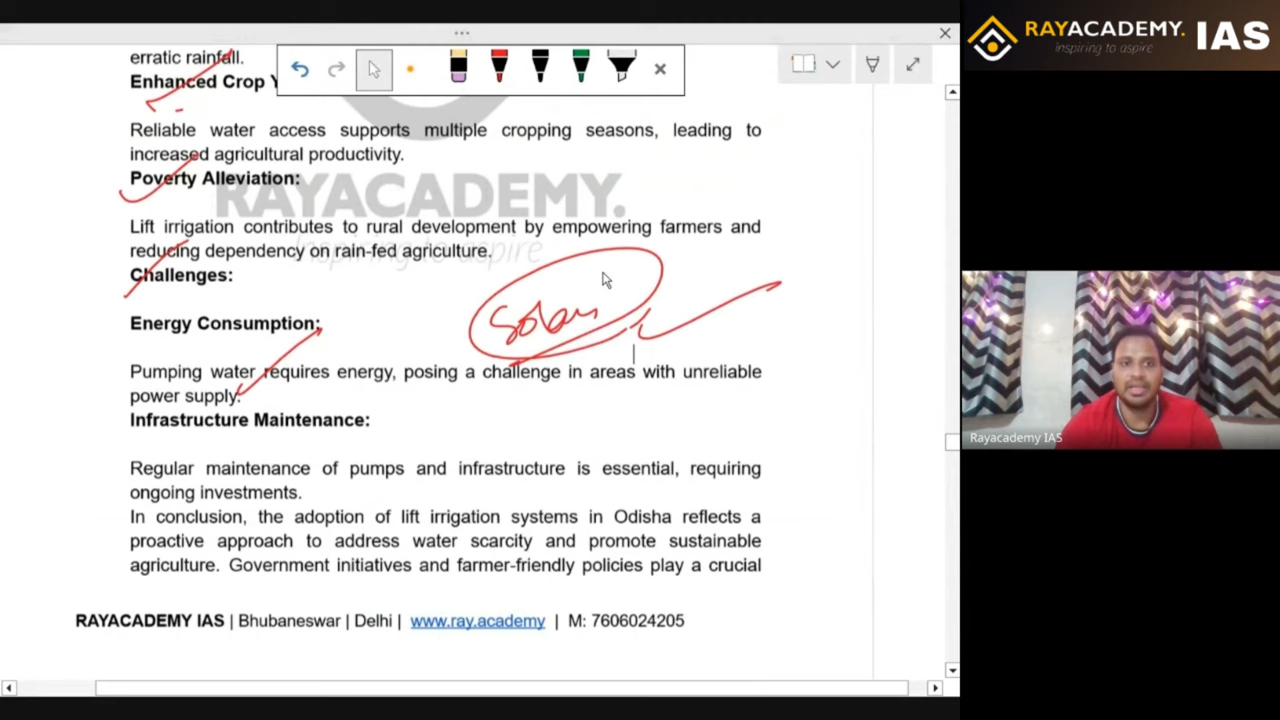 erratic rainfall.
Enhanced Crop Y
Reliable water access supports multiple cropping seasons, leading to
increased agricultural productivity.
Poverty Alleviation:
RAYACADEMY.
Inspiring to aspire
Lift irrigation contributes to rural development by empowering farmers and
reducing dependency on rain-fed agriculture.
Challenges:
Solar
Energy Consumption:
Pumping water requires energy, posing a challenge in areas with unreliable
power supply.
Infrastructure Maintenance:
Regular maintenance of pumps and infrastructure is essential, requiring
ongoing investments.
In conclusion, the adoption of lift irrigation systems in Odisha reflects a
proactive approach to address water scarcity and promote sustainable
agriculture. Government initiatives and farmer-friendly policies play a crucial
RAYACADEMY IAS | Bhubaneswar | Delhi | www.ray.academy | M: 7606024205
RAYACADEMY. IAS
inspiring to aspire
Rayacademy IAS